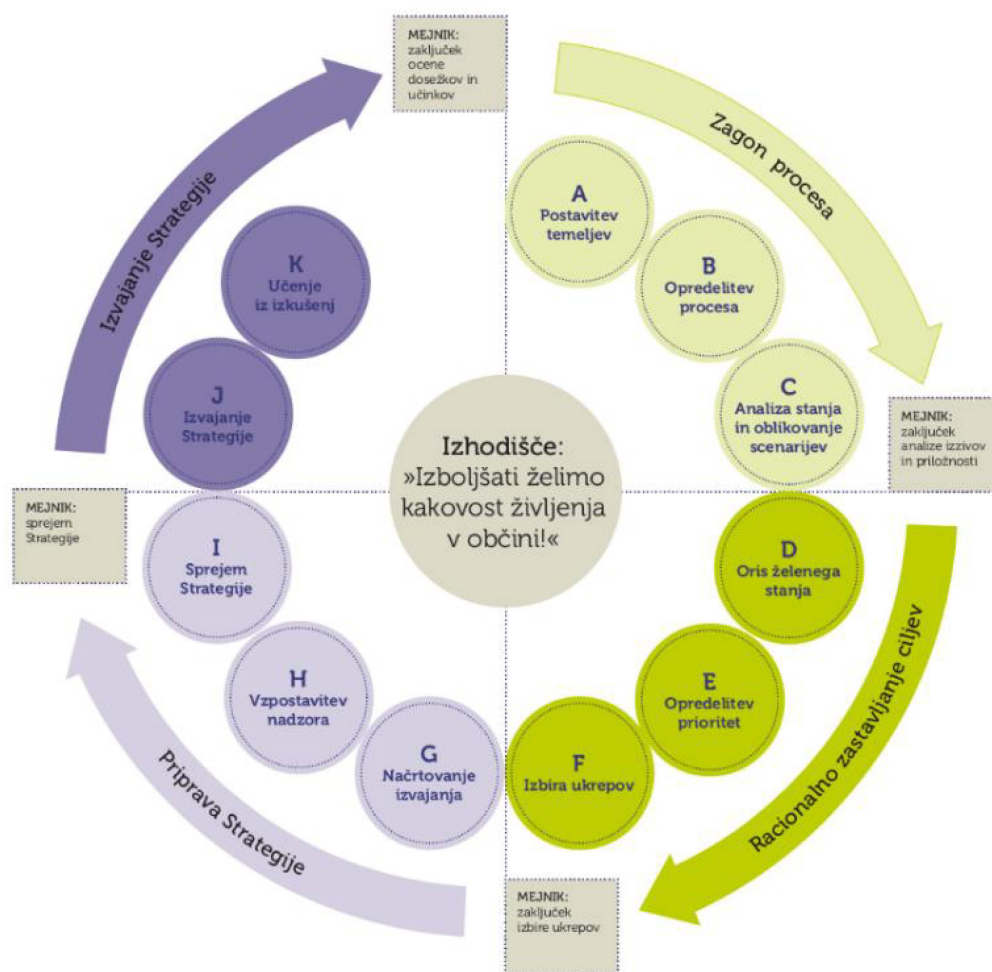 MEJNIK:
zaključek
ocene
dosežkov in
učinkov
Zagon procesa
A
Postavitev
temeljev
B
Opredelitev
procesa
C
Analiza stanja
in oblikovanje
scenarijev
MEJNIK:
zaključek
analize izzivov
in priložnosti
Izhodišče:
»Izboljšati želimo
kakovost življenja
v občini!«
D
Oris želenega
stanja
E
Opredelitev
prioritet
F
Izbira ukrepov
Racionalno zastavljanje ciljev
MEJNIK:
zaključek
izbire ukrepov
G
Načrtovanje
izvajanja
H
Vzpostavitev
nadzora
I
Sprejem
Strategije
Priprava Strategije
MEJNIK:
sprejem
Strategije
J
Izvajanje
Strategije
K
Učenje
iz izkušenj
Izvajanje Strategije